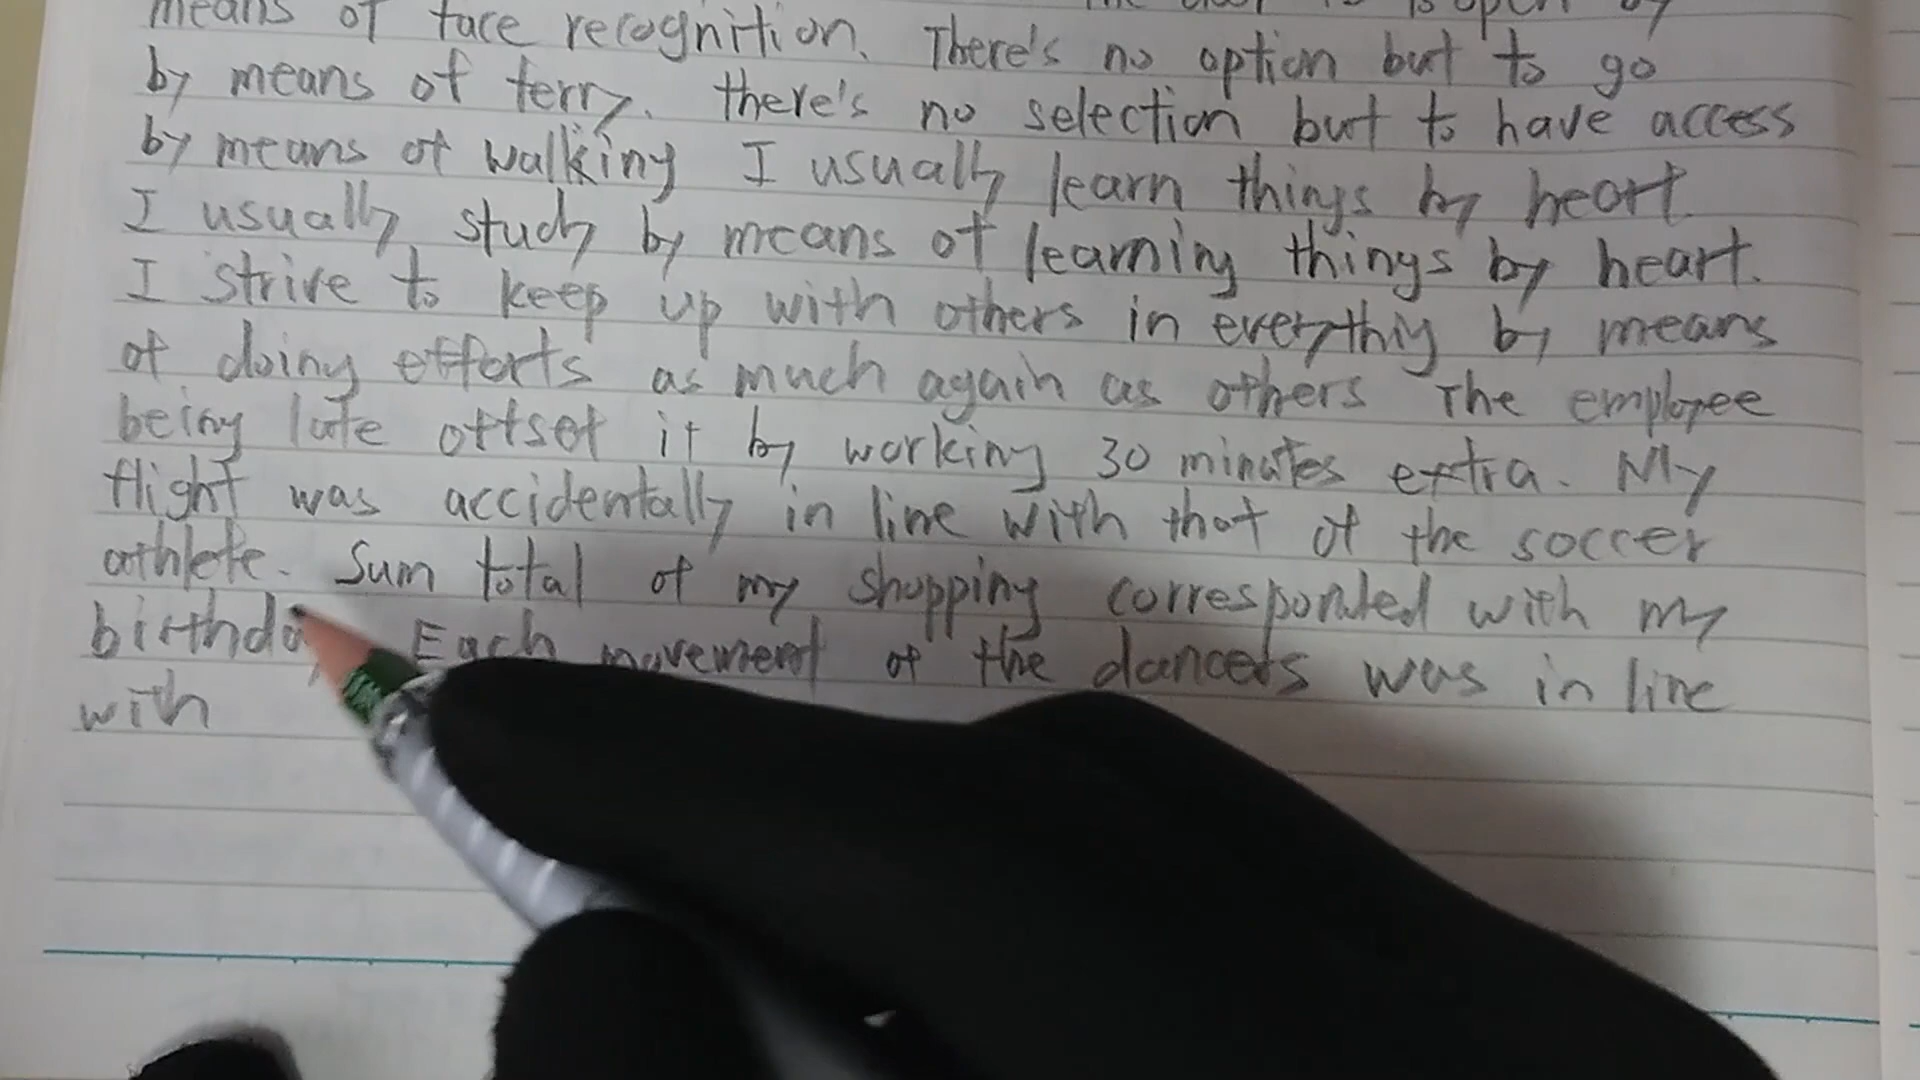 is open by
means of face recognition. There's no option but to go
by means of ferry. there's no selection but to have access
by means of walking I usually learn things by heart
I usually study by means of learning things by heart.
I strive to keep up with others in everythiy by means
of doing efforts as much again as others The employee
being late offset it by working 30 minutes extra. My
flight was accidentally in line with that of the soccer
athlete. Sum total of my shopping corresponded with my
birthday Each movement of the dancers was in line
with